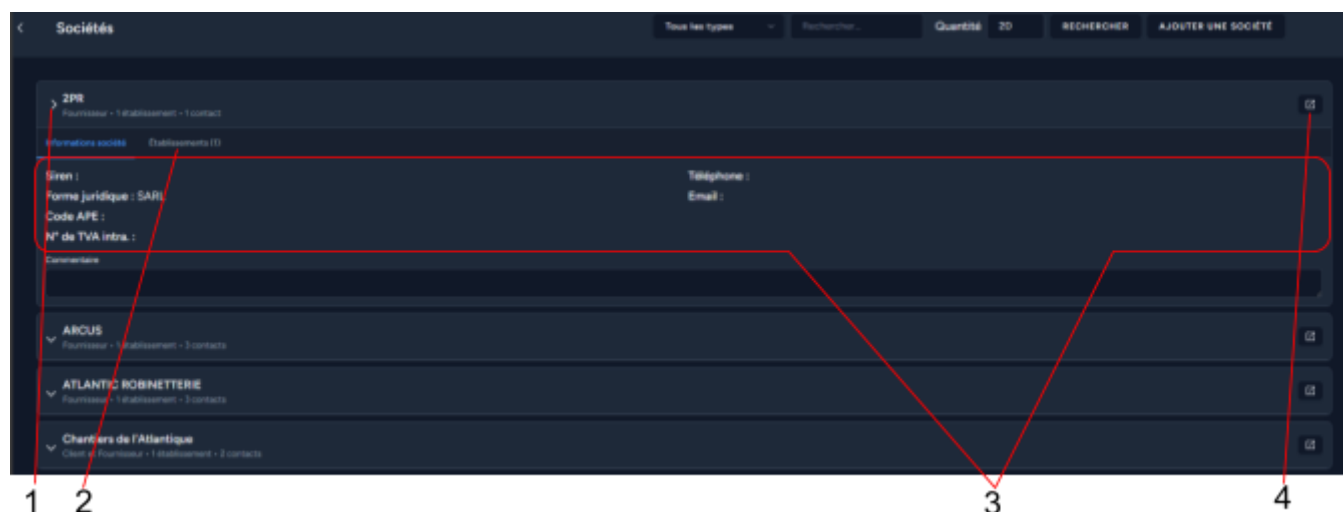 Sociétés
Tous les types
Rechercher...
Quantité 20
RECHERCHER
AJOUTER UNE SOCIÉTÉ
2PR
Fournisseur • 1 établissement • 1 contact
Informations société
Établissements (1)
Siren :
Téléphone :
Forme juridique : SARL
Email :
Code APE :
N° de TVA intra. :
Commentaire
ARCUS
Fournisseur • 1 établissement • 3 contacts
ATLANTIC ROBINETTERIE
Fournisseur • 1 établissement • 3 contacts
Chantiers de l'Atlantique
Client et Fournisseur • 1 établissement • 2 contacts
1 2 3 4